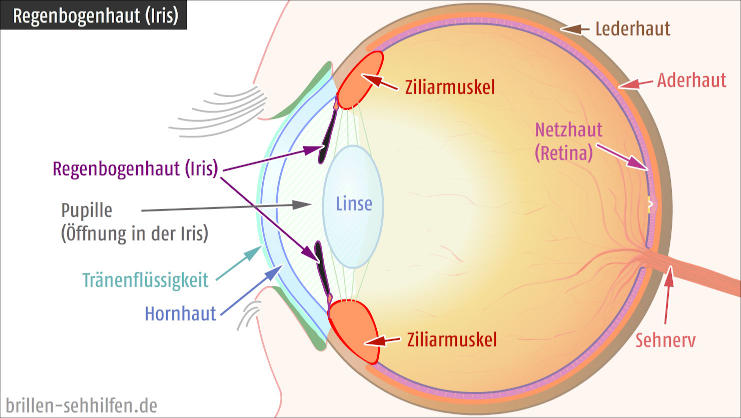 Regenbogenhaut (Iris)
Lederhaut
Aderhaut
Ziliarmuskel
Netzhaut
(Retina)
Regenbogenhaut (Iris)
Linse
Pupille
(Öffnung in der Iris)
Tränenflüssigkeit
Hornhaut
Ziliarmuskel
Sehnerv
brillen-sehhilfen.de